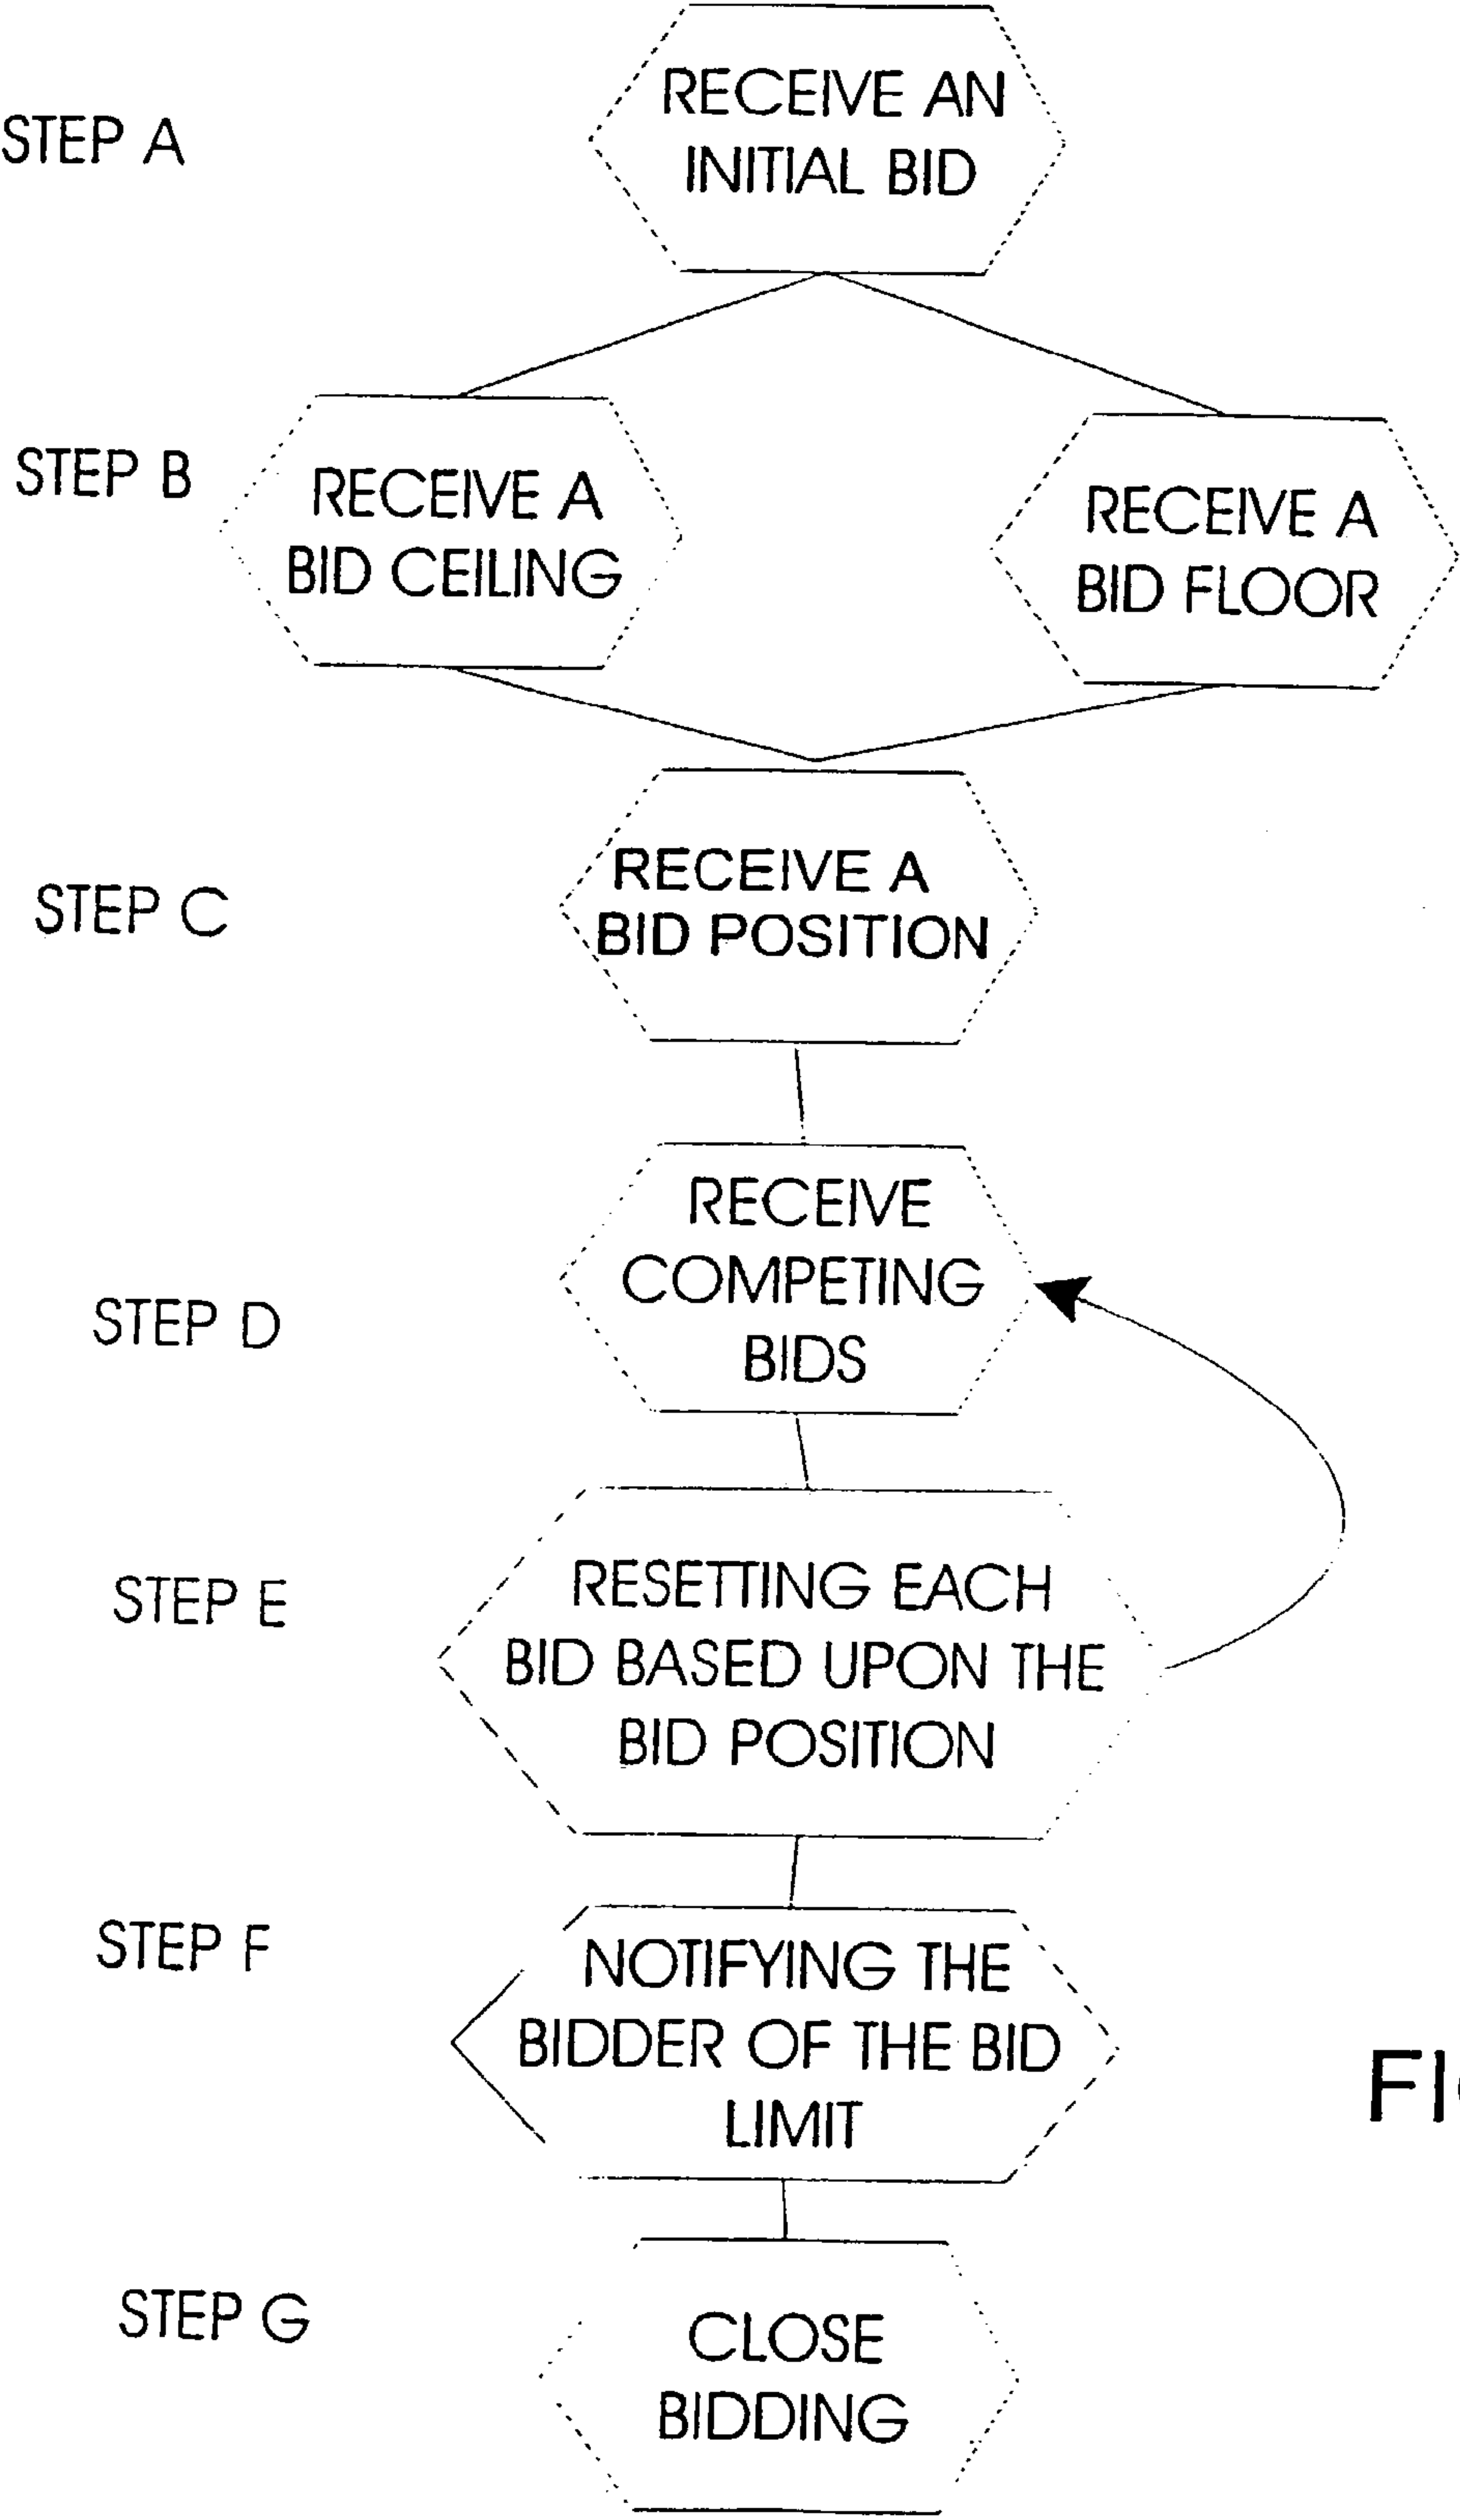 STEP A
RECEIVE AN
INITIAL BID
STEP B
RECEIVE A
BID CEILING
RECEIVE A
BID FLOOR
STEP C
RECEIVE A
BID POSITION
STEP D
RECEIVE
COMPETING
BIDS
STEP E
RESETTING EACH
BID BASED UPON THE
BID POSITION
STEP F
NOTIFYING THE
BIDDER OF THE BID
LIMIT
STEP G
CLOSE
BIDDING